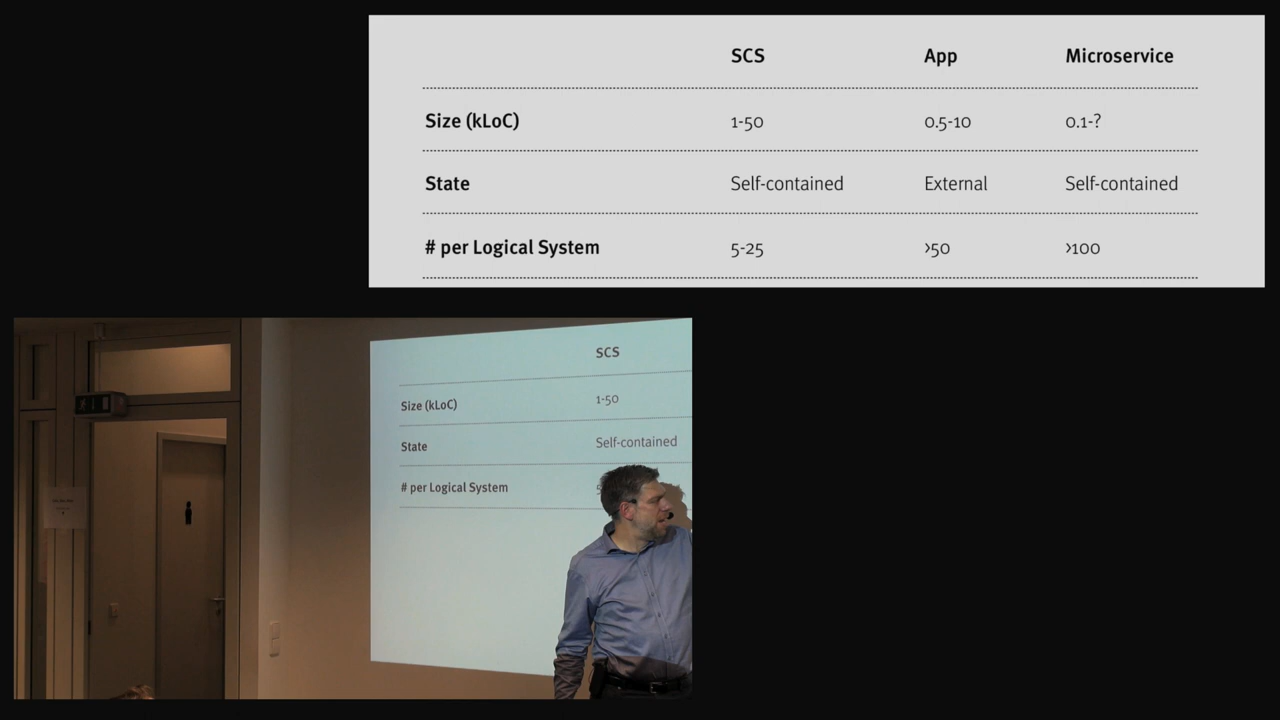 SCS App Microservice
Size (kLoC) 1-50 0.5-10 0.1-?
State Self-contained External Self-contained
# per Logical System 5-25 >50 >100
SCS
Size (kLoC) 1-50
State Self-contained
# per Logical System